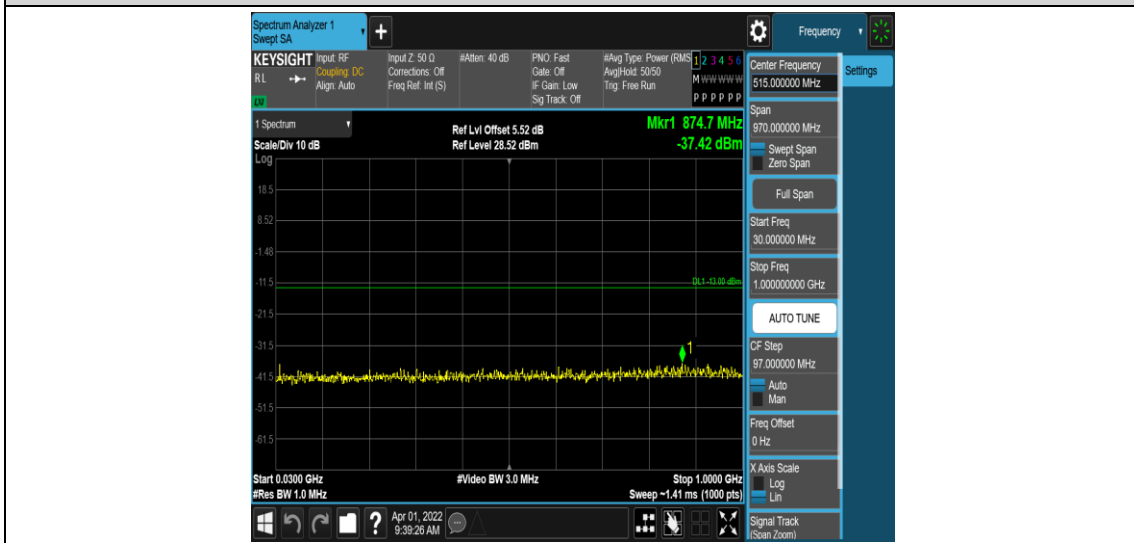 Spectrum Analyzer 1
Swept SA
+
Frequency
KEYSIGHT
RL
LXI
Input: RF
Coupling: DC
Align: Auto
Input Z: 50 Ω
Corrections: Off
Freq Ref: Int (S)
#Atten: 40 dB
PNO: Fast
Gate: Off
IF Gain: Low
Sig Track: Off
#Avg Type: Power (RMS
Avg|Hold: 50/50
Trig: Free Run
1 2 3 4 5 6
M W W W W W
P P P P P P
1 Spectrum
Scale/Div 10 dB
Ref Lvl Offset 5.52 dB
Ref Level 28.52 dBm
Mkr1 874.7 MHz
-37.42 dBm
Log
18.5
8.52
-1.48
-11.5
-21.5
-31.5
-41.5
-51.5
-61.5
DL1 -13.00 dBm
1
Start 0.0300 GHz
#Res BW 1.0 MHz
#Video BW 3.0 MHz
Stop 1.0000 GHz
Sweep ~1.41 ms (1000 pts)
?
Apr 01, 2022
9:39:26 AM
Center Frequency
515.000000 MHz
Settings
Span
970.000000 MHz
Swept Span
Zero Span
Full Span
Start Freq
30.000000 MHz
Stop Freq
1.000000000 GHz
AUTO TUNE
CF Step
97.000000 MHz
Auto
Man
Freq Offset
0 Hz
X Axis Scale
Log
Lin
Signal Track
(Span Zoom)